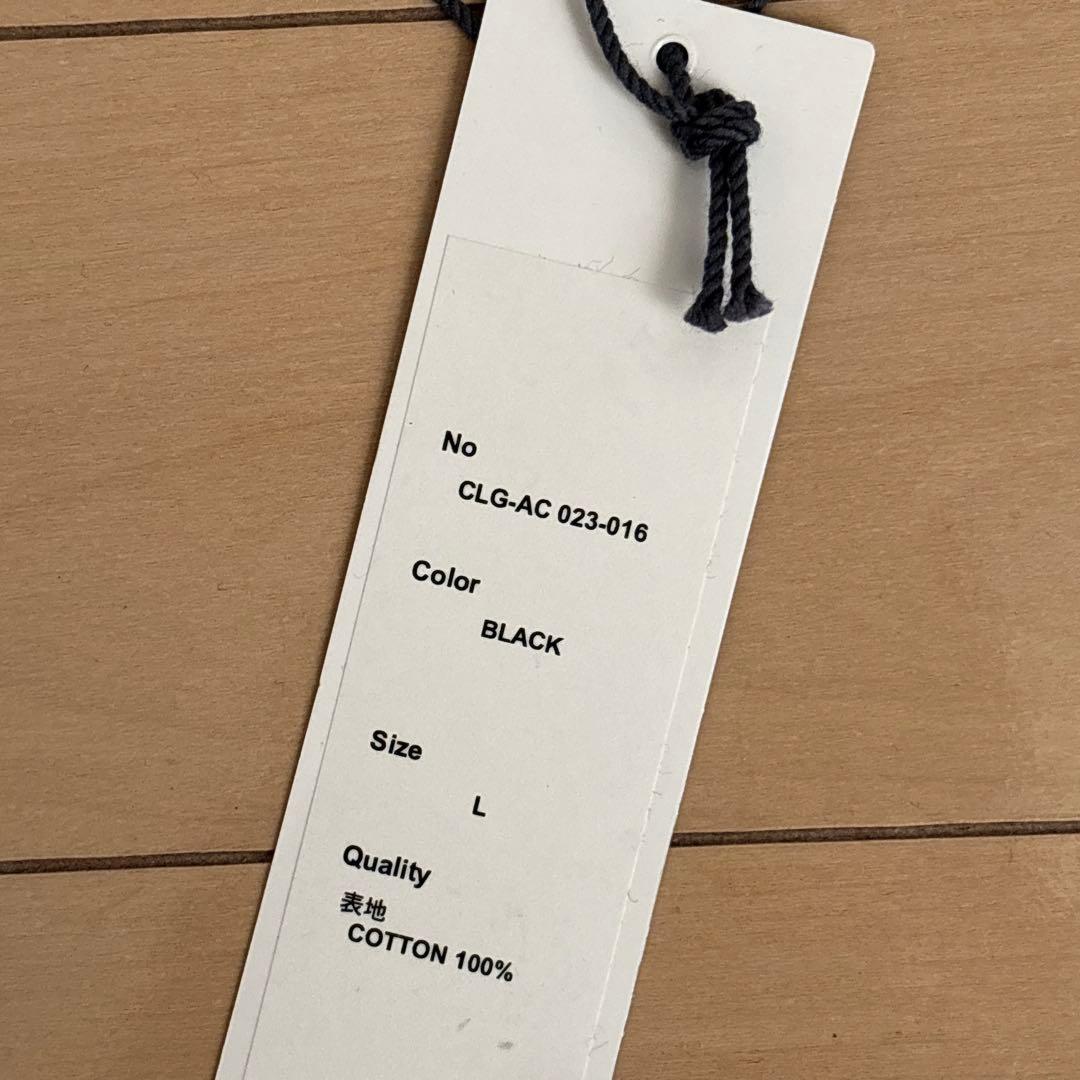 No
CLG-AC 023-016
Color
BLACK
Size
L
Quality
表地
COTTON 100%